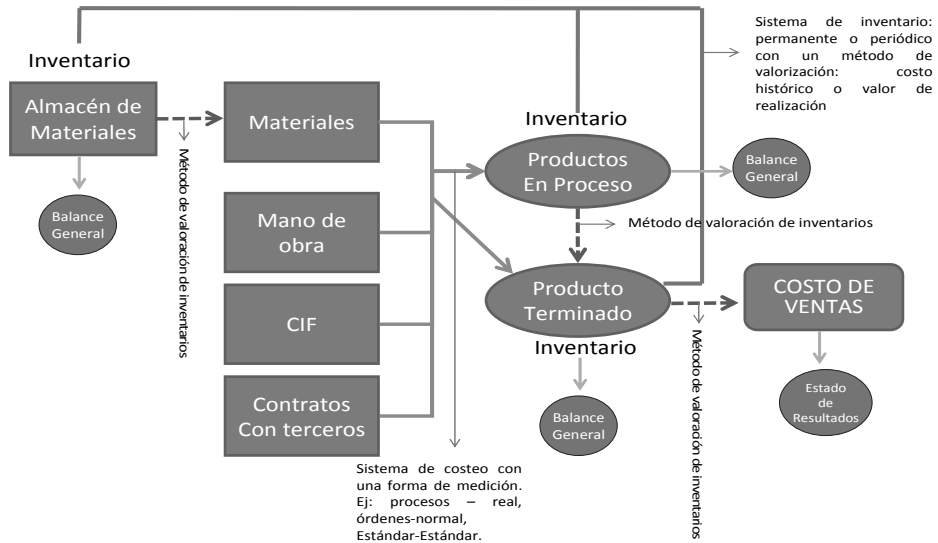 Inventario
Almacén de
Materiales
Balance
General
Método de valoración de inventarios
Materiales
Mano de
obra
CIF
Contratos
Con terceros
Sistema de costeo con
una forma de medición.
Ej: procesos – real,
órdenes-normal,
Estándar-Estándar.
Inventario
Productos
En Proceso
Balance
General
Método de valoración de inventarios
Producto
Terminado
Inventario
Balance
General
Método de valoración de inventarios
Sistema de inventario:
permanente o periódico
con un método de
valorización: costo
histórico o valor de
realización
COSTO DE
VENTAS
Estado
de
Resultados